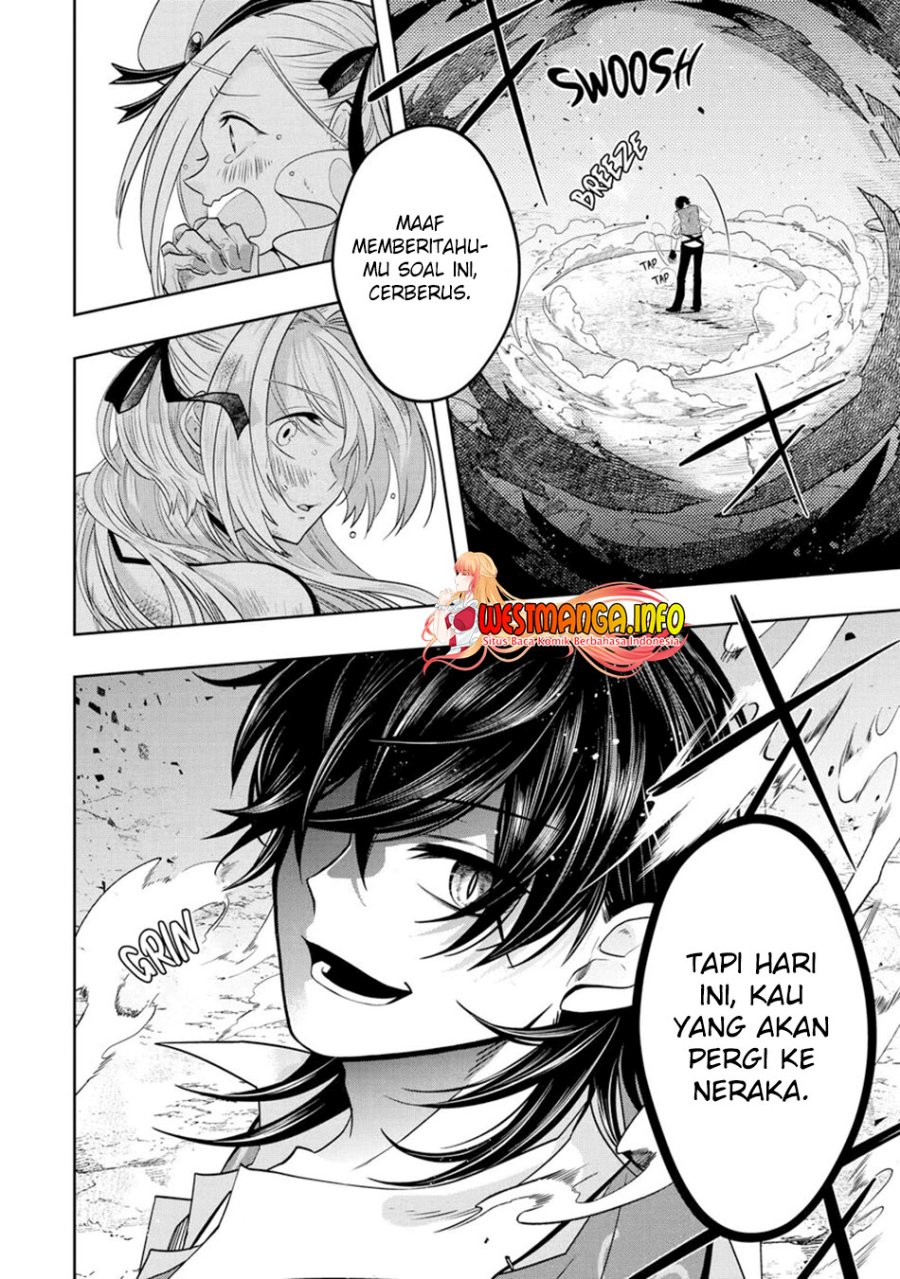 SWOOSH
BREEZE
TAP
TAP
MAAF
MEMBERITAHU-
MU SOAL INI,
CERBERUS.
WESTMANGA.INFO
Situs Baca Komik Berbahasa Indonesia
GRIN
TAPI HARI
INI, KAU
YANG AKAN
PERGI KE
NERAKA.